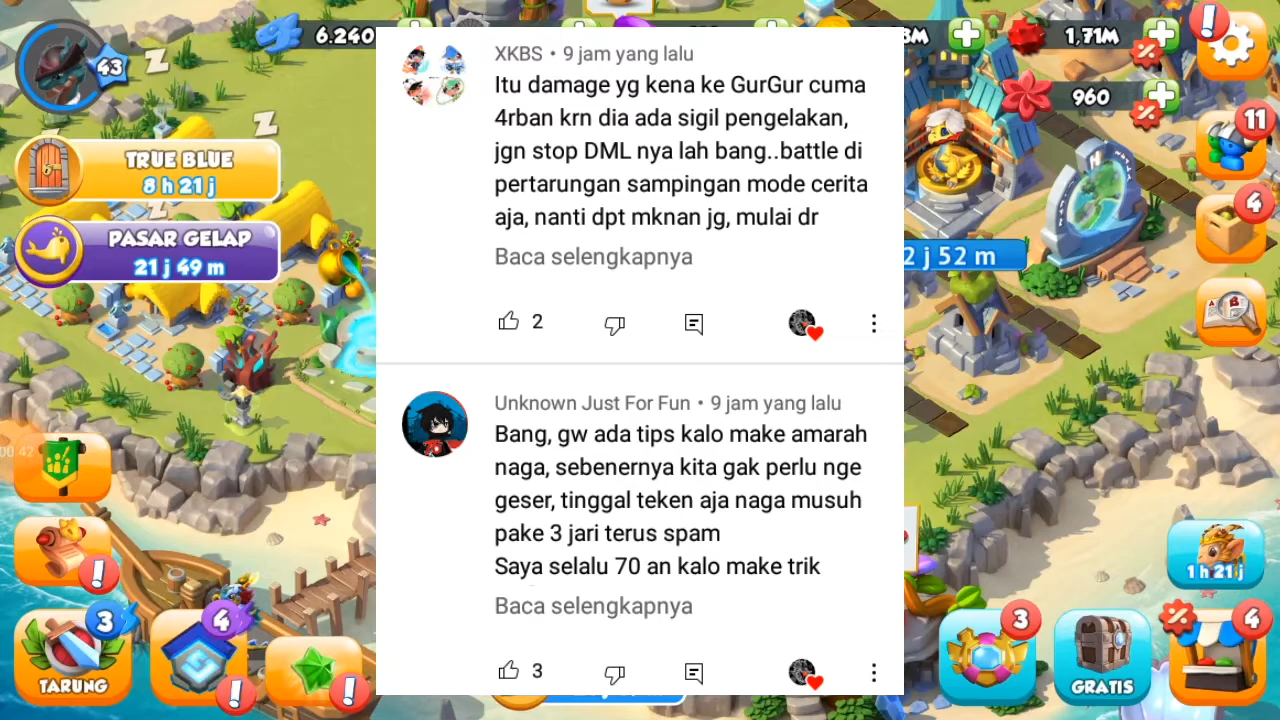 43
6.240
3M
1,71M
960
11
4
TRUE BLUE
8 h 21 j
PASAR GELAP
21 j 49 m
2 j 52 m
XKBS • 9 jam yang lalu
Itu damage yg kena ke GurGur cuma
4rban krn dia ada sigil pengelakan,
jgn stop DML nya lah bang..battle di
pertarungan sampingan mode cerita
aja, nanti dpt mknan jg, mulai dr
Baca selengkapnya
2
Unknown Just For Fun • 9 jam yang lalu
Bang, gw ada tips kalo make amarah
naga, sebenernya kita gak perlu nge
geser, tinggal teken aja naga musuh
pake 3 jari terus spam
Saya selalu 70 an kalo make trik
Baca selengkapnya
3
00:42
1 h 21 j
3
TARUNG
4
3
GRATIS
4